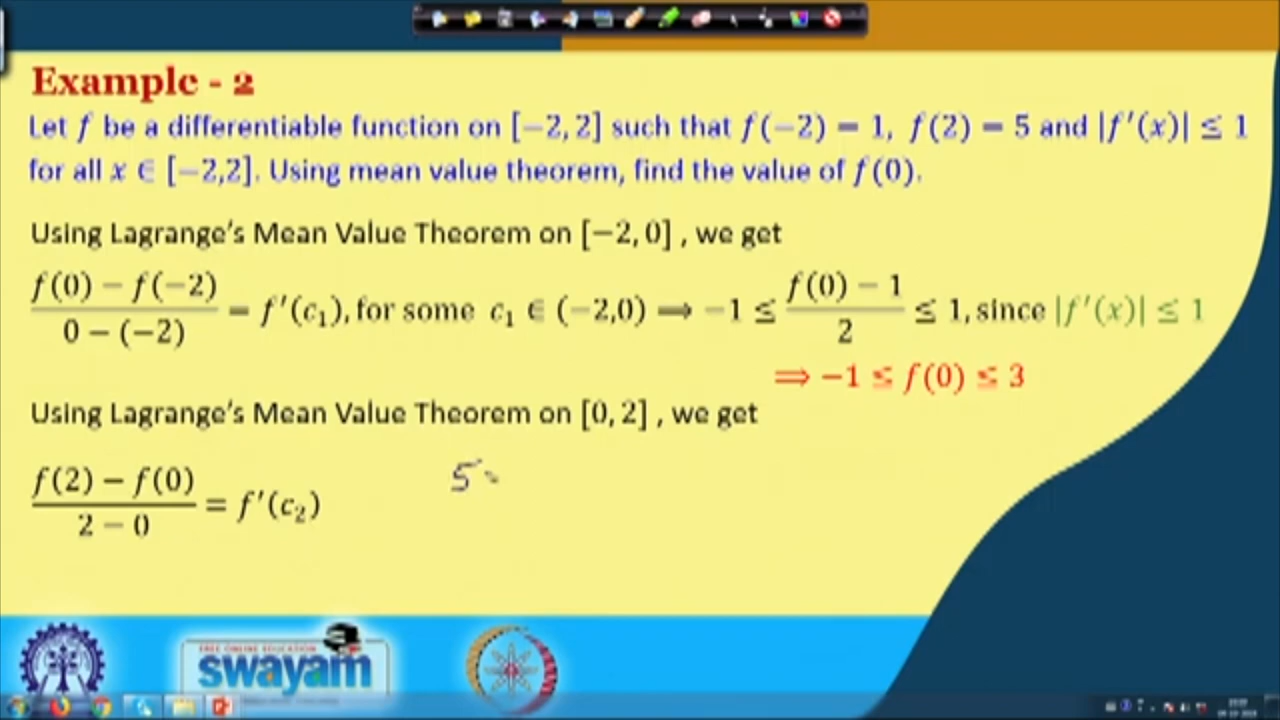 Example - 2
Let f be a differentiable function on [−2, 2] such that f(−2) = 1, f(2) = 5 and |f′(x)| ≤ 1
for all x ∈ [−2,2]. Using mean value theorem, find the value of f(0).
Using Lagrange's Mean Value Theorem on [−2, 0] , we get
(f(0) − f(−2))/(0 − (−2)) = f′(c₁), for some c₁ ∈ (−2,0) ⟹ −1 ≤ (f(0) − 1)/2 ≤ 1, since |f′(x)| ≤ 1
⟹ −1 ≤ f(0) ≤ 3
Using Lagrange's Mean Value Theorem on [0, 2] , we get
(f(2) − f(0))/(2 − 0) = f′(c₂)
5 -
FREE ONLINE EDUCATION
swayam